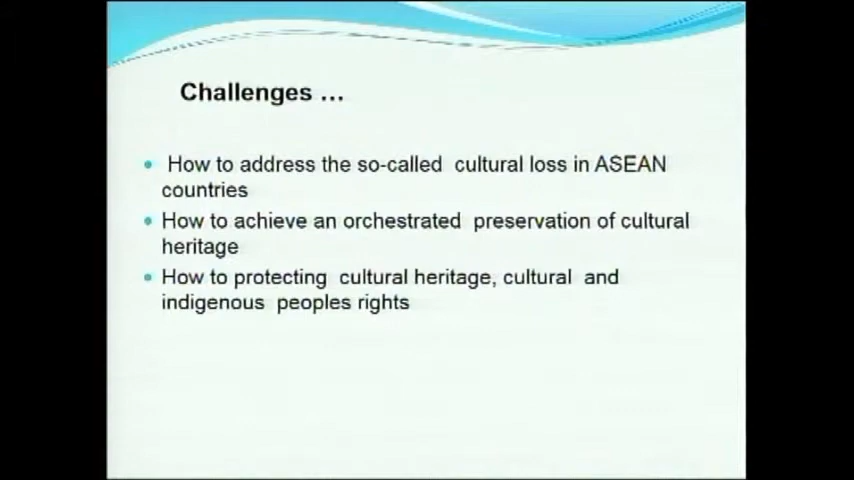 Challenges …
How to address the so-called cultural loss in ASEAN
countries
How to achieve an orchestrated preservation of cultural
heritage
How to protecting cultural heritage, cultural and
indigenous peoples rights